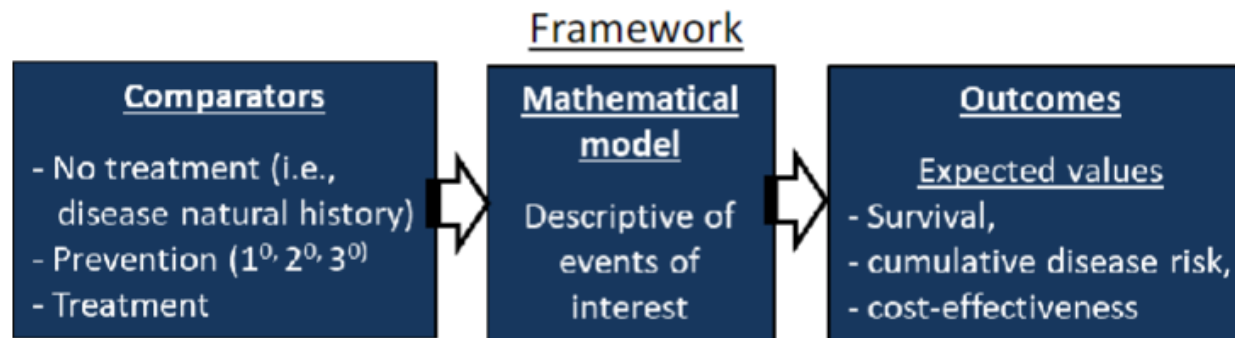 Framework
Comparators
- No treatment (i.e.,
disease natural history)
- Prevention (1⁰, 2⁰, 3⁰)
- Treatment
Mathematical
model
Descriptive of
events of
interest
Outcomes
Expected values
- Survival,
- cumulative disease risk,
- cost-effectiveness